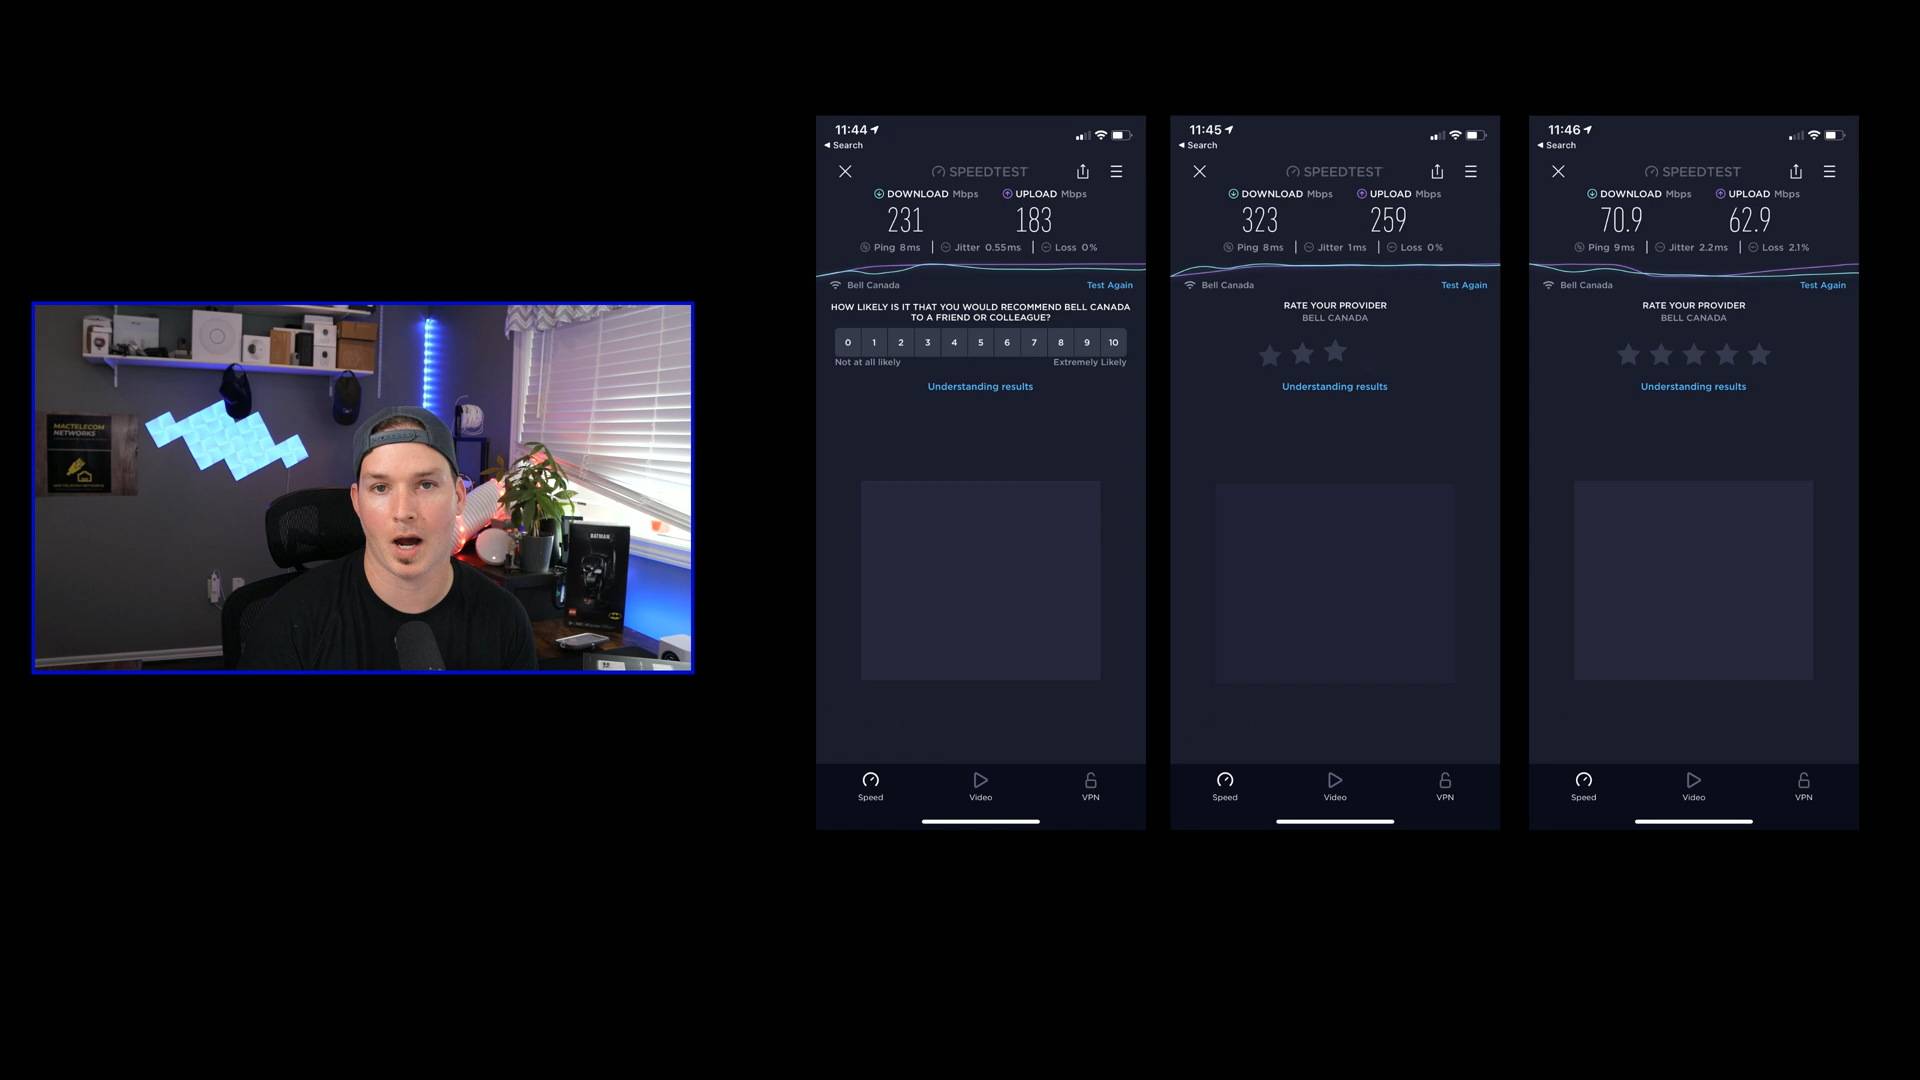 MACTELECOM
NETWORKS
BATMAN
11:44
Search
SPEEDTEST
DOWNLOAD Mbps
UPLOAD Mbps
231
183
Ping 8ms
Jitter 0.55ms
Loss 0%
Bell Canada
Test Again
HOW LIKELY IS IT THAT YOU WOULD RECOMMEND BELL CANADA
TO A FRIEND OR COLLEAGUE?
0 1 2 3 4 5 6 7 8 9 10
Not at all likely
Extremely Likely
Understanding results
Speed
Video
VPN
11:45
Search
SPEEDTEST
DOWNLOAD Mbps
UPLOAD Mbps
323
259
Ping 8ms
Jitter 1ms
Loss 0%
Bell Canada
Test Again
RATE YOUR PROVIDER
BELL CANADA
Understanding results
Speed
Video
VPN
11:46
Search
SPEEDTEST
DOWNLOAD Mbps
UPLOAD Mbps
70.9
62.9
Ping 9ms
Jitter 2.2ms
Loss 2.1%
Bell Canada
Test Again
RATE YOUR PROVIDER
BELL CANADA
Understanding results
Speed
Video
VPN